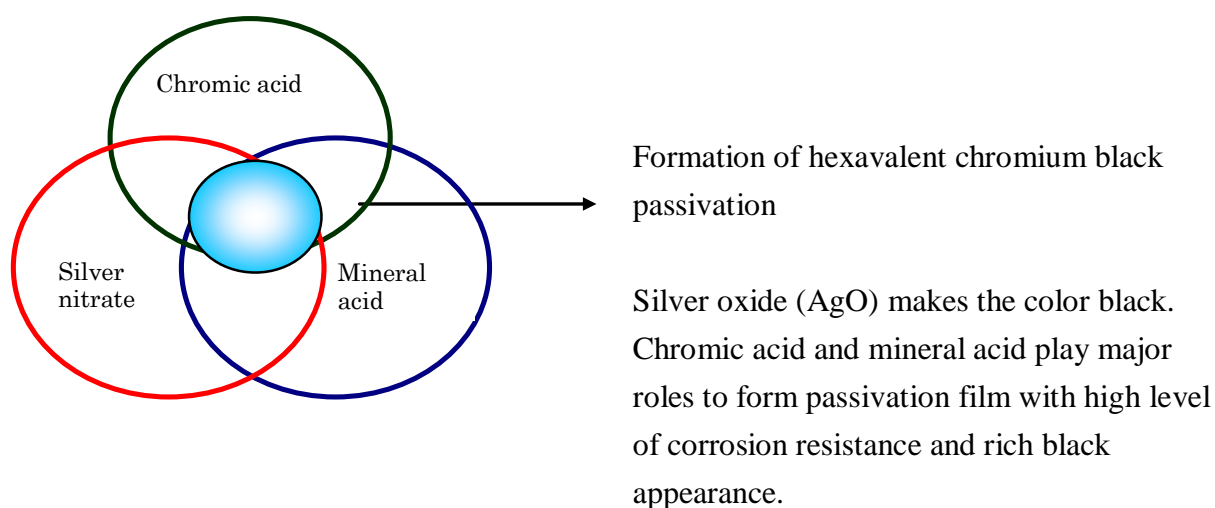 Chromic acid
Silver
nitrate
Mineral
acid
Formation of hexavalent chromium black
passivation
Silver oxide (AgO) makes the color black.
Chromic acid and mineral acid play major
roles to form passivation film with high level
of corrosion resistance and rich black
appearance.